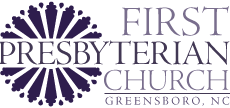 FIRST
PRESBYTERIAN
CHURCH
GREENSBORO, NC